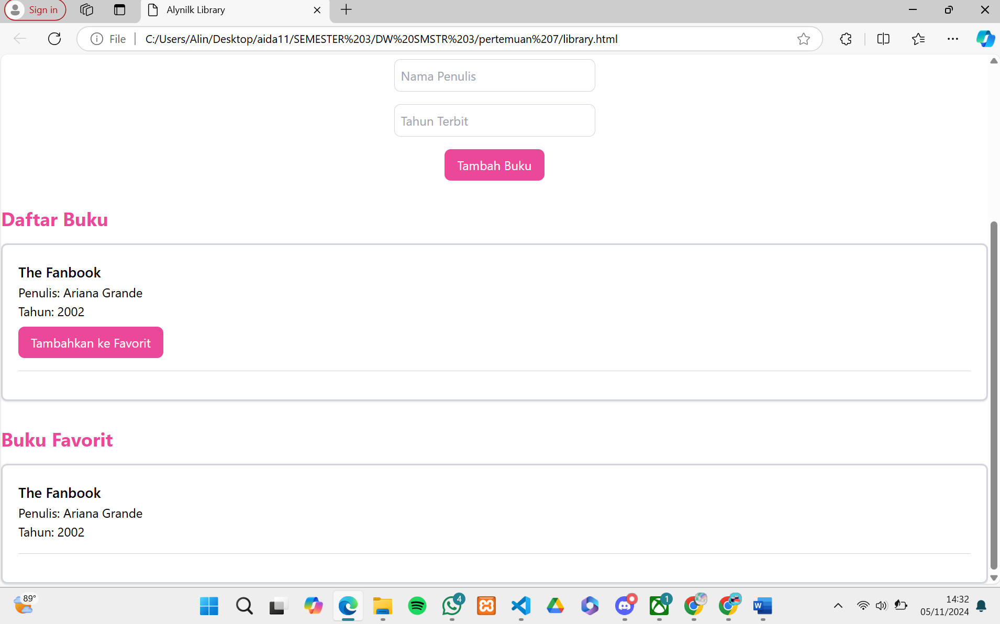 Sign in
Alynilk Library
File
C:/Users/Alin/Desktop/aida11/SEMESTER%203/DW%20SMSTR%203/pertemuan%207/library.html
Nama Penulis
Tahun Terbit
Tambah Buku
Daftar Buku
The Fanbook
Penulis: Ariana Grande
Tahun: 2002
Tambahkan ke Favorit
Buku Favorit
The Fanbook
Penulis: Ariana Grande
Tahun: 2002
89°
4
1
W
14:32
05/11/2024